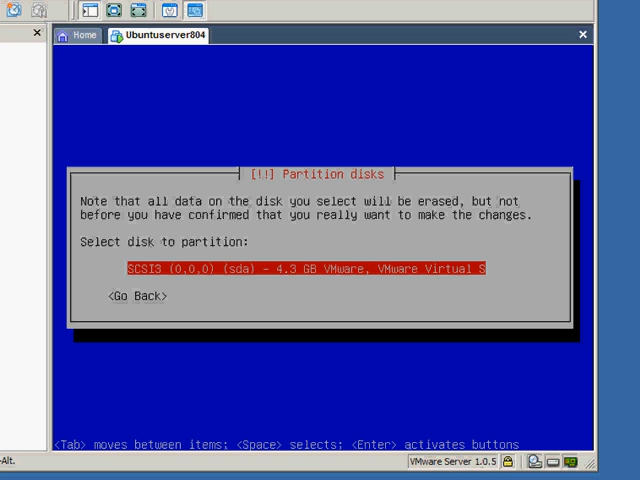 Home
Ubuntuserver804
[!!] Partition disks
Note that all data on the disk you select will be erased, but not
before you have confirmed that you really want to make the changes.
Select disk to partition:
SCSI3 (0,0,0) (sda) - 4.3 GB VMware, VMware Virtual S
<Go Back>
<Tab> moves between items; <Space> selects; <Enter> activates buttons
-Alt.
VMware Server 1.0.5